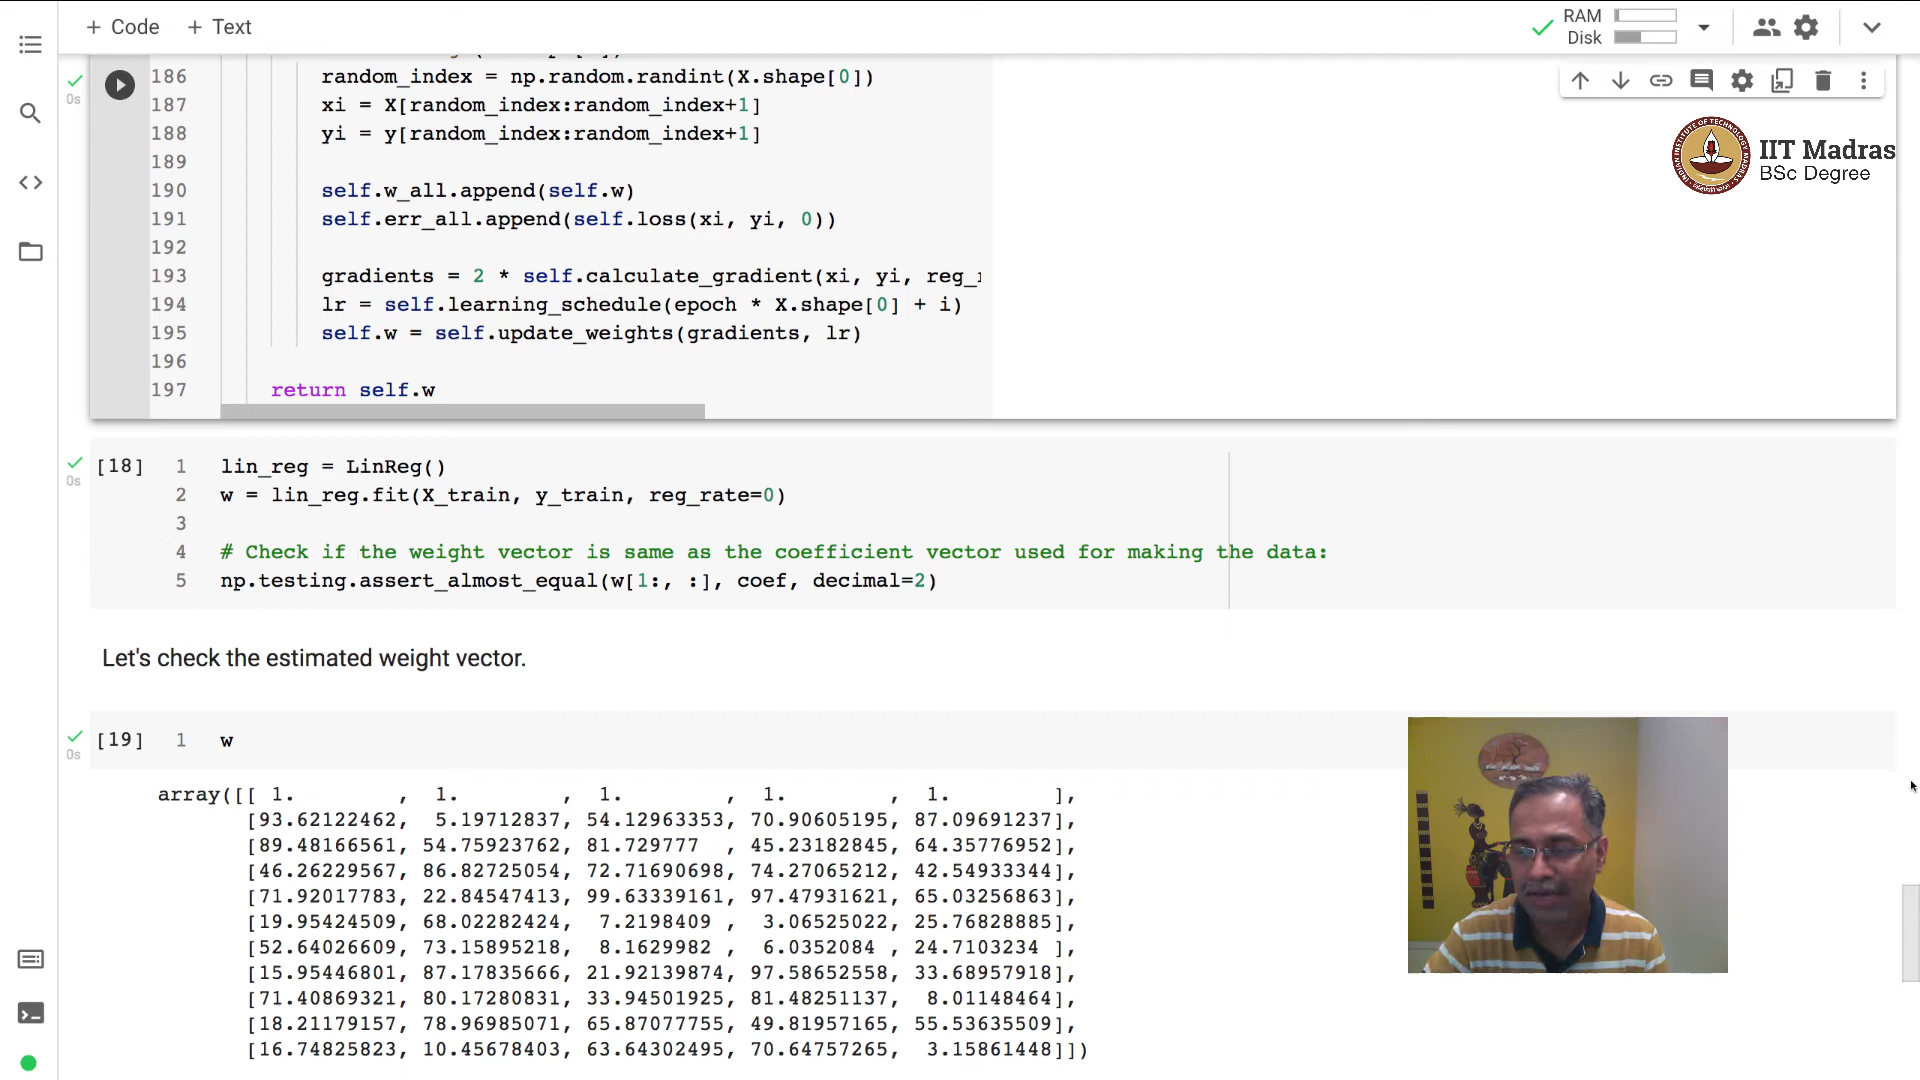 + Code + Text
RAM
Disk
186 random_index = np.random.randint(X.shape[0])
0s
187 xi = X[random_index:random_index+1]
188 yi = y[random_index:random_index+1]
189
190 self.w_all.append(self.w)
191 self.err_all.append(self.loss(xi, yi, 0))
192
193 gradients = 2 * self.calculate_gradient(xi, yi, reg_
194 lr = self.learning_schedule(epoch * X.shape[0] + i)
195 self.w = self.update_weights(gradients, lr)
196
197 return self.w
IIT Madras
BSc Degree
INDIAN INSTITUTE OF TECHNOLOGY MADRAS
[18] 1 lin_reg = LinReg()
0s
2 w = lin_reg.fit(X_train, y_train, reg_rate=0)
3
4 # Check if the weight vector is same as the coefficient vector used for making the data:
5 np.testing.assert_almost_equal(w[1:, :], coef, decimal=2)
Let's check the estimated weight vector.
[19] 1 w
0s
array([[ 1. , 1. , 1. , 1. , 1. ],
[93.62122462, 5.19712837, 54.12963353, 70.90605195, 87.09691237],
[89.48166561, 54.75923762, 81.729777 , 45.23182845, 64.35776952],
[46.26229567, 86.82725054, 72.71690698, 74.27065212, 42.54933344],
[71.92017783, 22.84547413, 99.63339161, 97.47931621, 65.03256863],
[19.95424509, 68.02282424, 7.2198409 , 3.06525022, 25.76828885],
[52.64026609, 73.15895218, 8.1629982 , 6.0352084 , 24.7103234 ],
[15.95446801, 87.17835666, 21.92139874, 97.58652558, 33.68957918],
[71.40869321, 80.17280831, 33.94501925, 81.48251137, 8.01148464],
[18.21179157, 78.96985071, 65.87077755, 49.81957165, 55.53635509],
[16.74825823, 10.45678403, 63.64302495, 70.64757265, 3.15861448]])